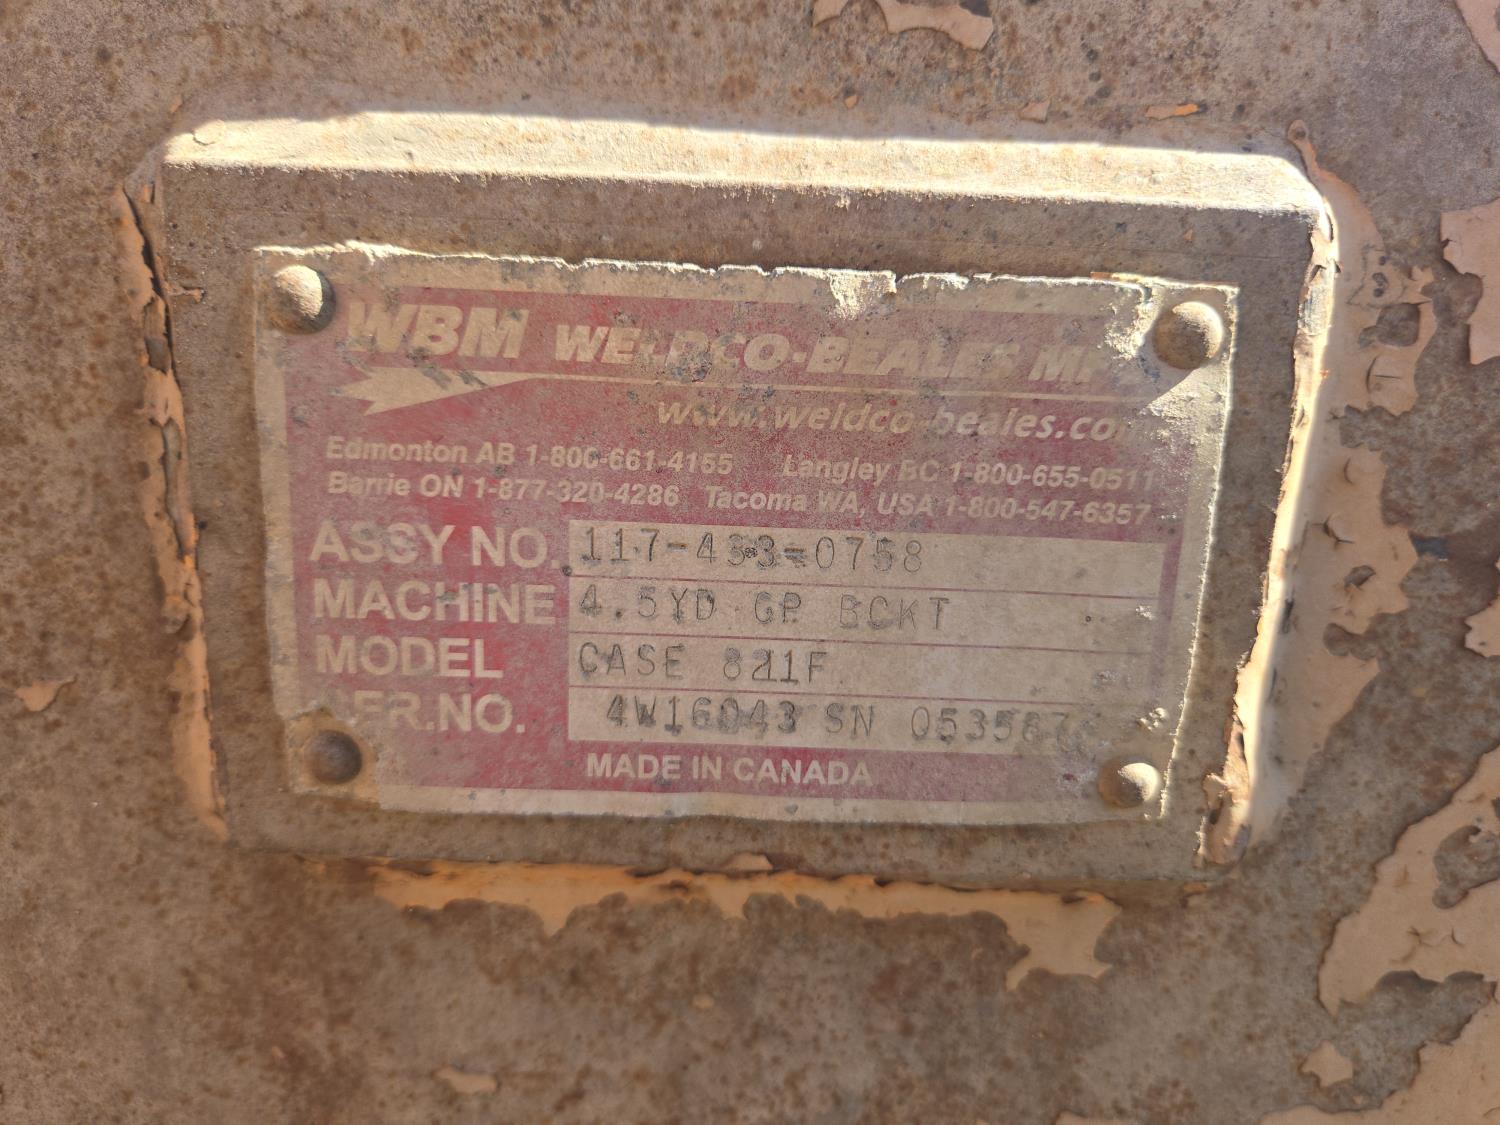 WBM WELDCO-BEALES MFG
www.weldco-beales.com
Edmonton AB 1-800-661-4155 Langley BC 1-800-655-0511
Barrie ON 1-877-320-4286 Tacoma WA, USA 1-800-547-6357
ASSY NO. 117-433-0758
MACHINE 4.5YD GP BCKT
MODEL CASE 821F
SER.NO. 4W16043 SN
MADE IN CANADA